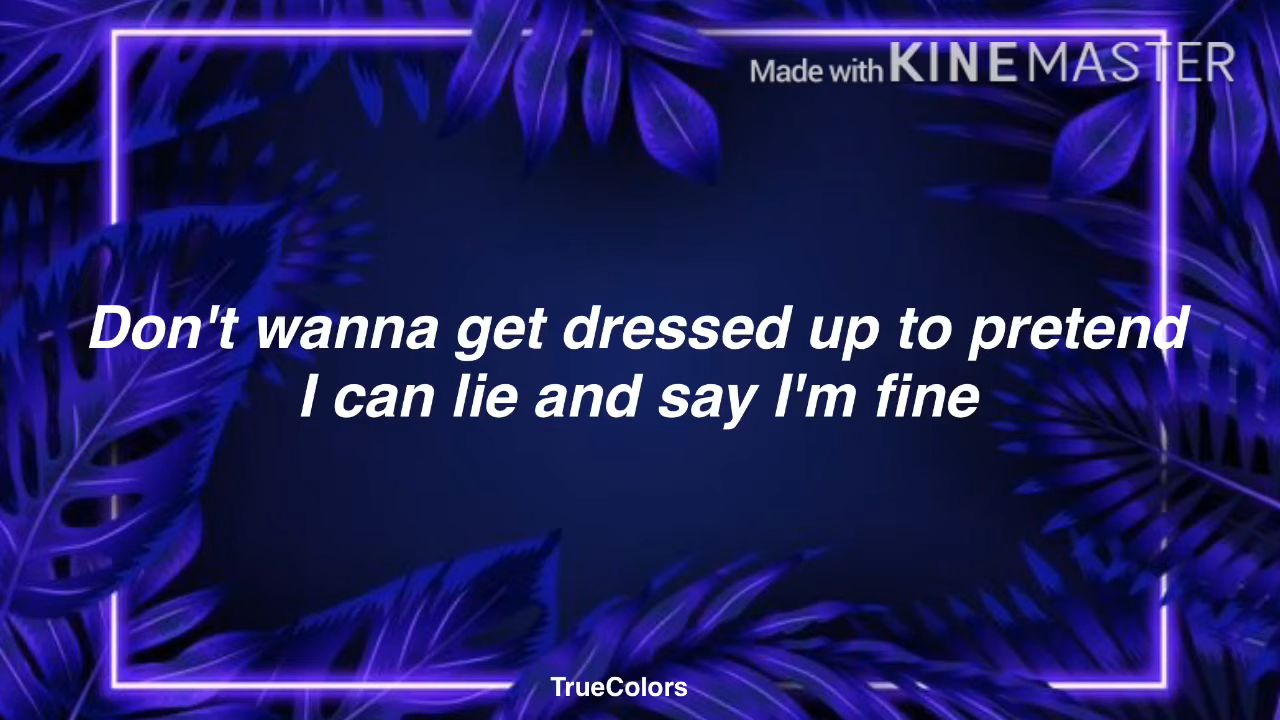 Made with KINEMASTER
Don't wanna get dressed up to pretend
I can lie and say I'm fine
TrueColors